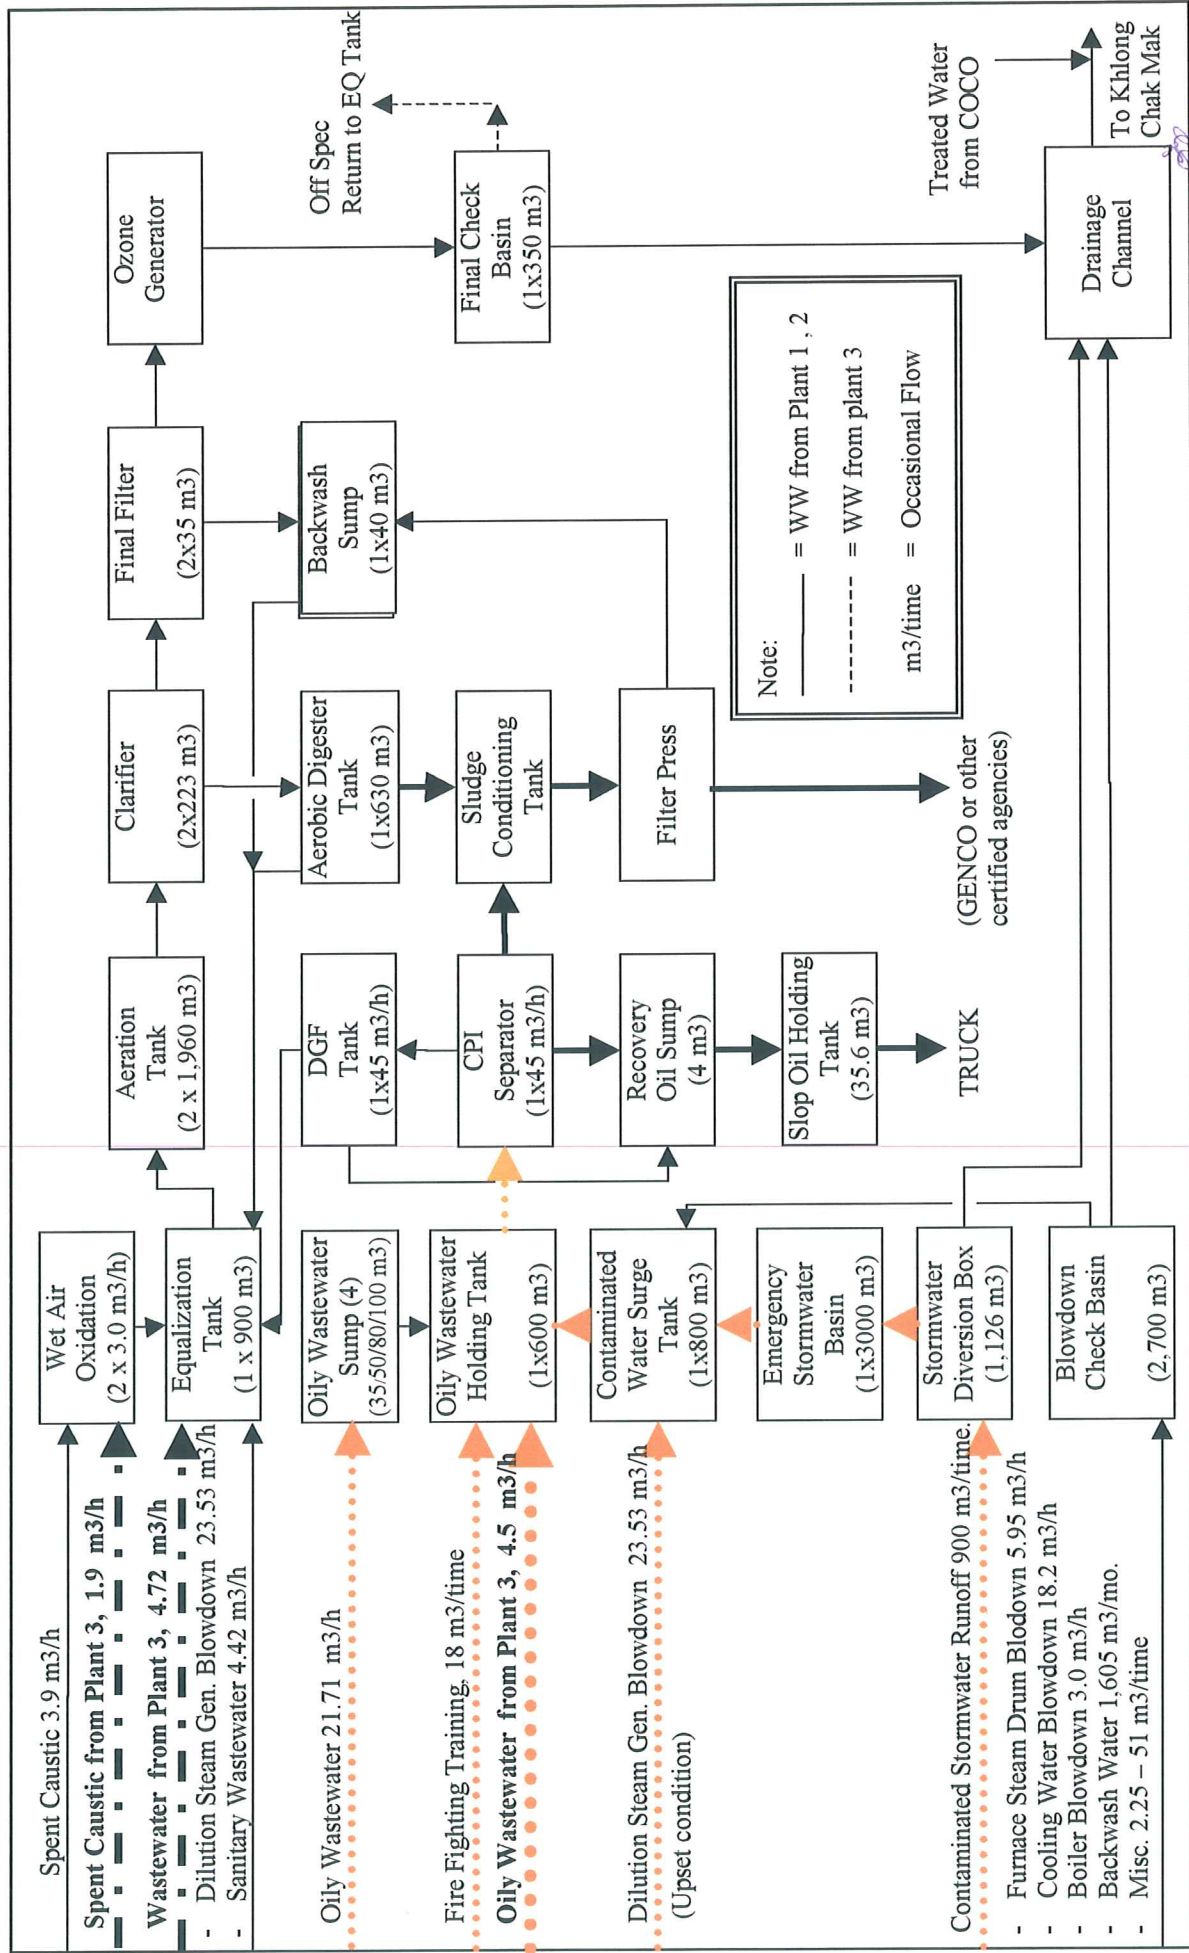 Spent Caustic 3.9 m3/h
Spent Caustic from Plant 3, 1.9 m3/h
Wastewater from Plant 3, 4.72 m3/h
- Dilution Steam Gen. Blowdown 23.53 m3/h
- Sanitary Wastewater 4.42 m3/h
Oily Wastewater 21.71 m3/h
Fire Fighting Training, 18 m3/time
Oily Wastewater from Plant 3, 4.5 m3/h
Dilution Steam Gen. Blowdown 23.53 m3/h
(Upset condition)
Contaminated Stormwater Runoff 900 m3/time.
- Furnace Steam Drum Blodown 5.95 m3/h
- Cooling Water Blowdown 18.2 m3/h
- Boiler Blowdown 3.0 m3/h
- Backwash Water 1,605 m3/mo.
- Misc. 2.25 – 51 m3/time
Wet Air
Oxidation
(2 x 3.0 m3/h)
Equalization
Tank
(1 x 900 m3)
Oily Wastewater
Sump (4)
(35/50/80/100 m3)
Oily Wastewater
Holding Tank
(1x600 m3)
Contaminated
Water Surge
Tank
(1x800 m3)
Emergency
Stormwater
Basin
(1x3000 m3)
Stormwater
Diversion Box
(1,126 m3)
Blowdown
Check Basin
(2,700 m3)
Aeration
Tank
(2 x 1,960 m3)
DGF
Tank
(1x45 m3/h)
CPI
Separator
(1x45 m3/h)
Recovery
Oil Sump
(4 m3)
Slop Oil Holding
Tank
(35.6 m3)
TRUCK
Clarifier
(2x223 m3)
Aerobic Digester
Tank
(1x630 m3)
Sludge
Conditioning
Tank
Filter Press
(GENCO or other
certified agencies)
Final Filter
(2x35 m3)
Backwash
Sump
(1x40 m3)
Ozone
Generator
Off Spec
Return to EQ Tank
Final Check
Basin
(1x350 m3)
Note:
= WW from Plant 1 , 2
= WW from plant 3
m3/time = Occasional Flow
Treated Water
from COCO
Drainage
Channel
To Khlong
Chak Mak